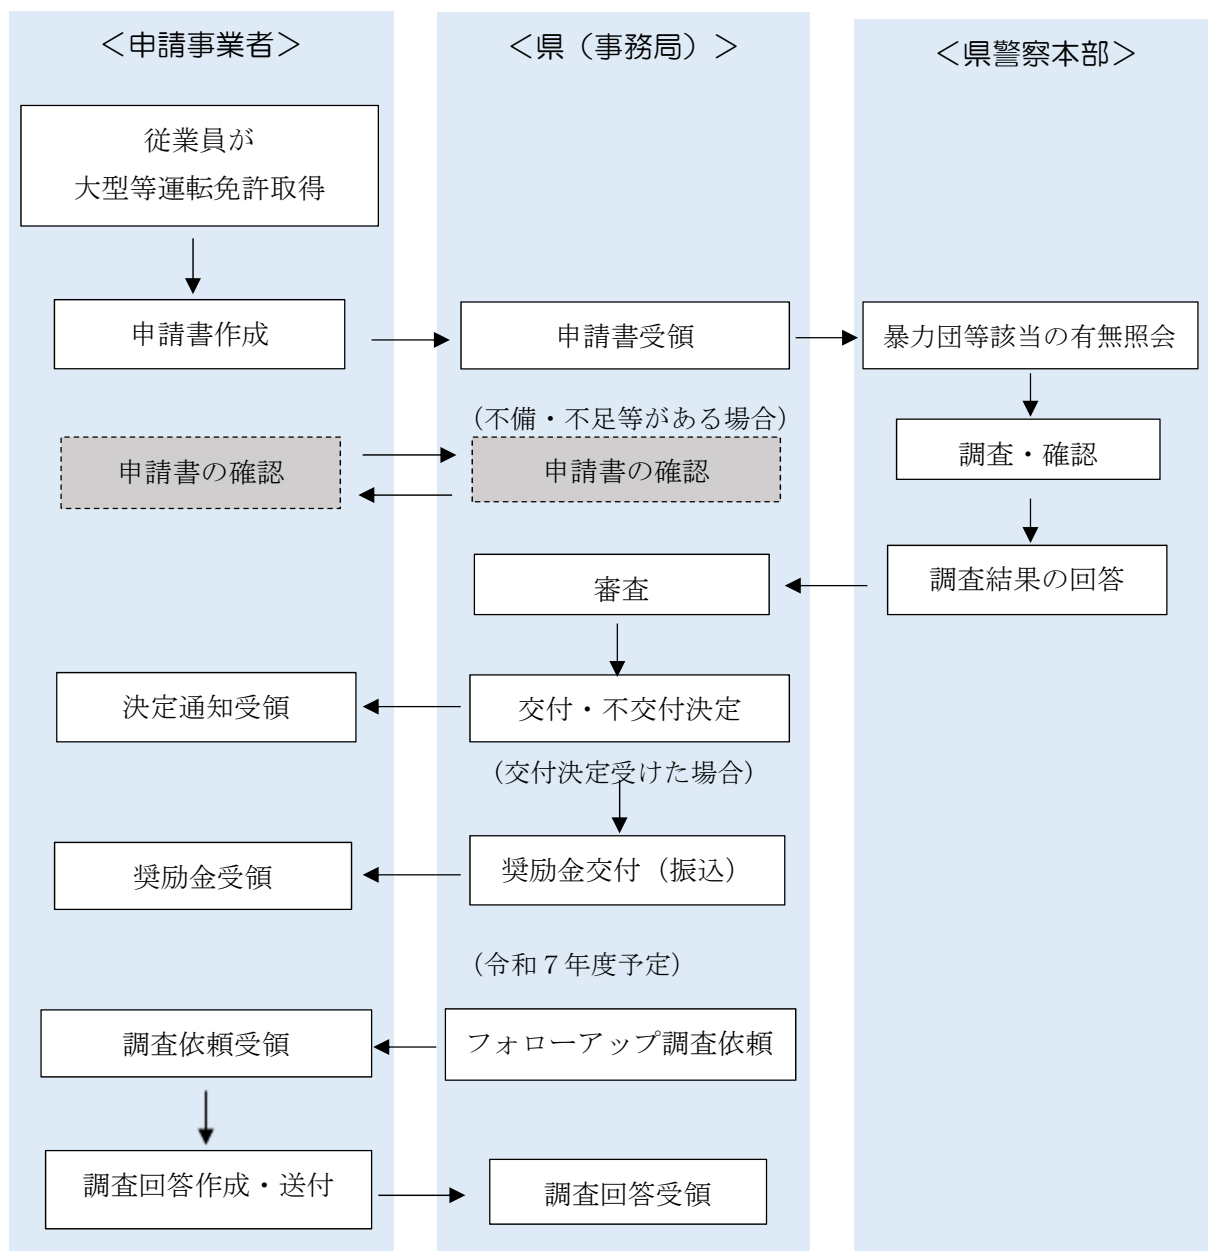 ＜申請事業者＞
＜県（事務局）＞
＜県警察本部＞
従業員が
大型等運転免許取得
申請書作成
申請書受領
暴力団等該当の有無照会
（不備・不足等がある場合）
申請書の確認
申請書の確認
調査・確認
調査結果の回答
審査
決定通知受領
交付・不交付決定
（交付決定受けた場合）
奨励金受領
奨励金交付（振込）
（令和７年度予定）
調査依頼受領
フォローアップ調査依頼
調査回答作成・送付
調査回答受領